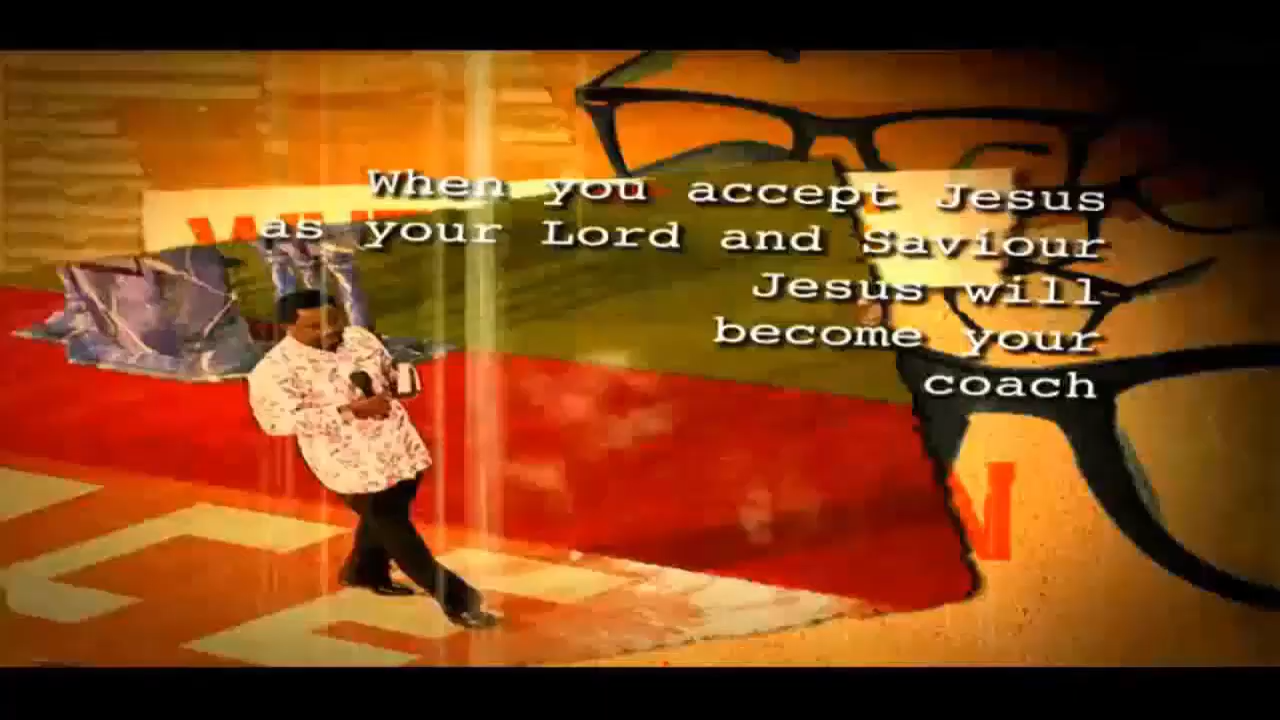 When you accept Jesus
as your Lord and Saviour
Jesus will
become your
coach